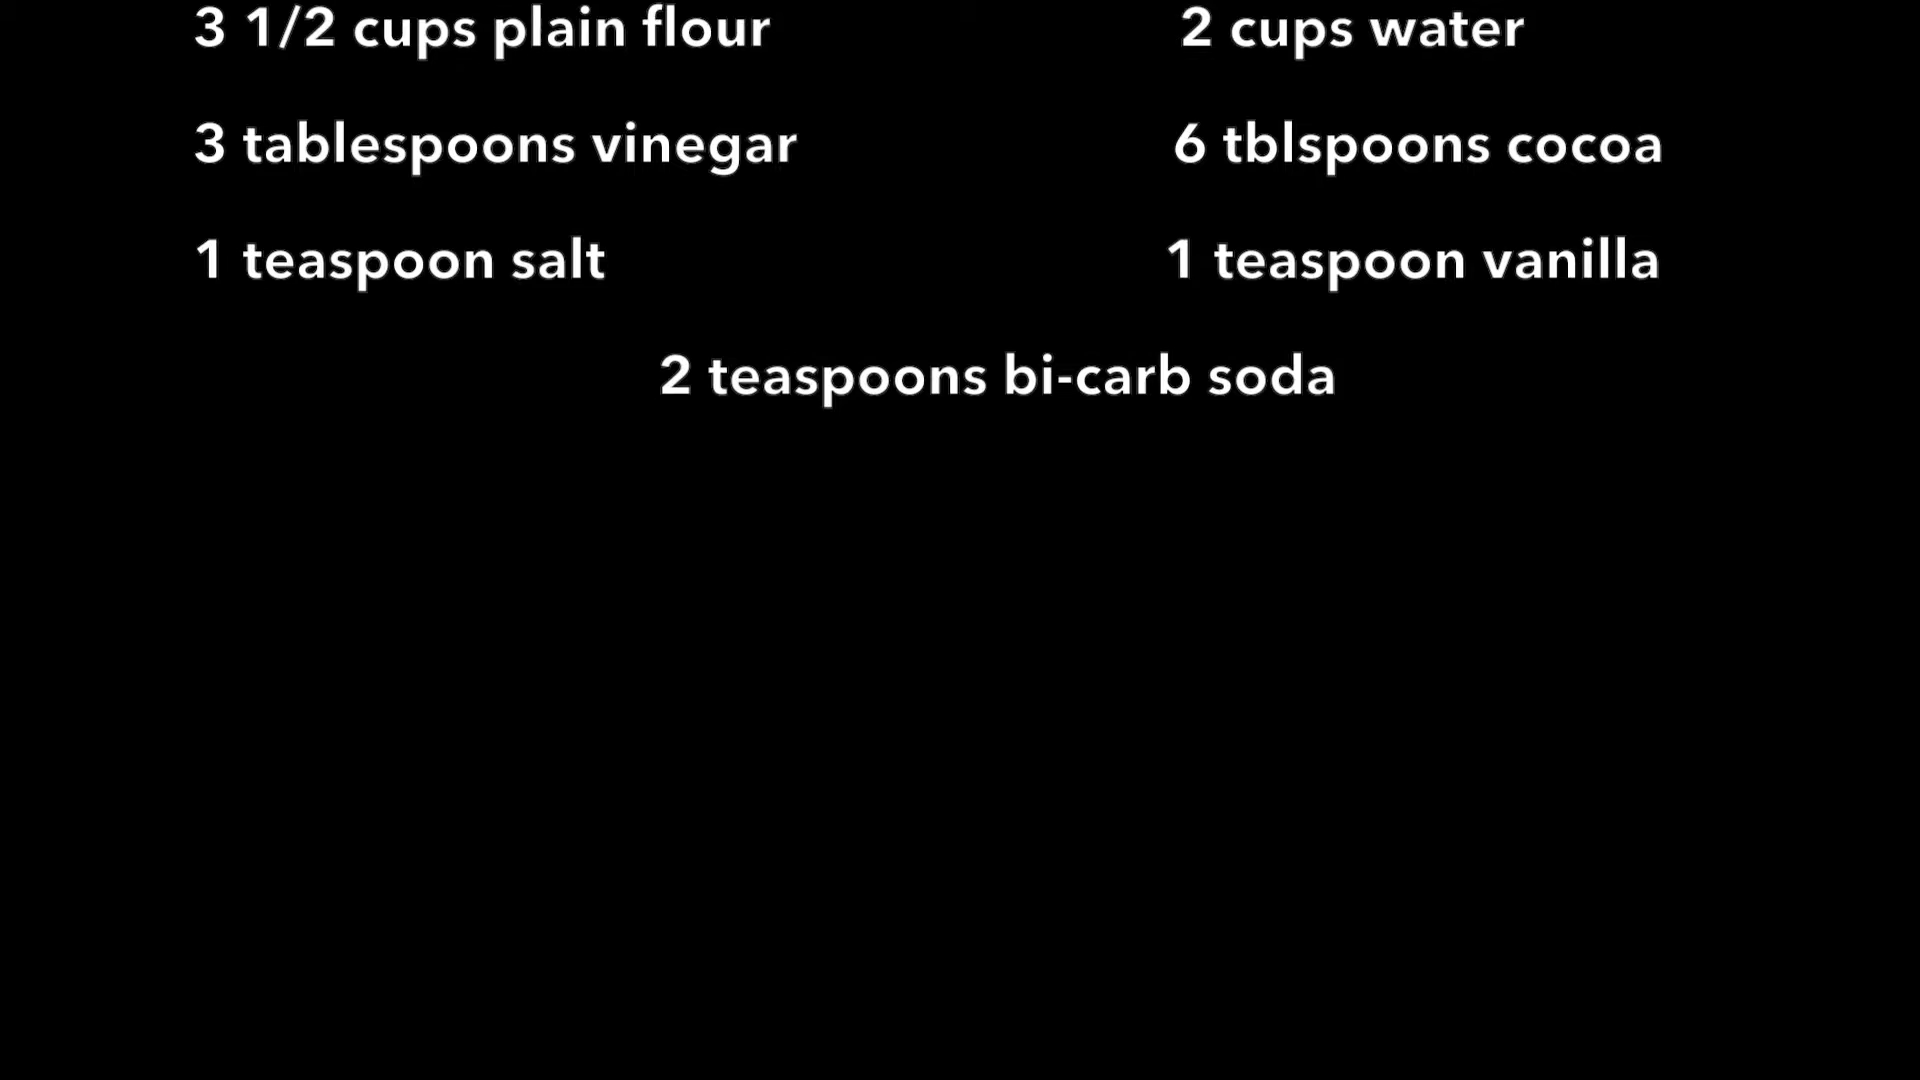 3 1/2 cups plain flour 2 cups water
3 tablespoons vinegar 6 tblspoons cocoa
1 teaspoon salt 1 teaspoon vanilla
2 teaspoons bi-carb soda